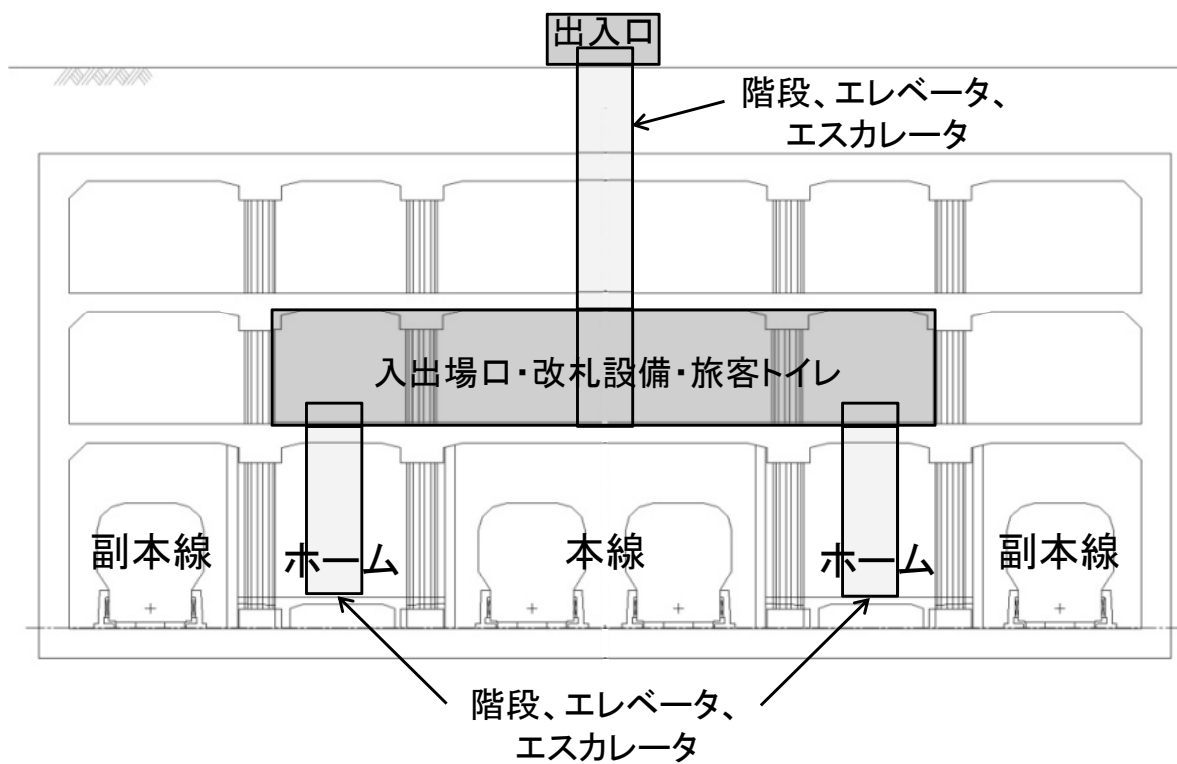 出入口
階段、エレベータ、
エスカレータ
入出場口・改札設備・旅客トイレ
副本線
ホーム
本線
ホーム
副本線
階段、エレベータ、
エスカレータ